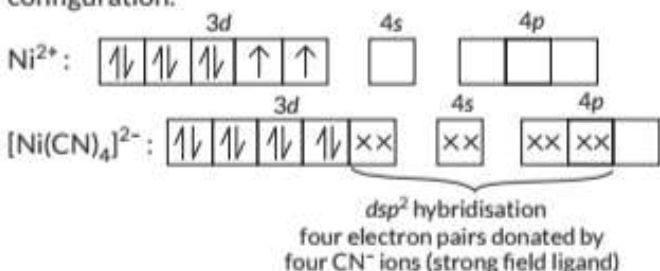 configuration.
3d 4s 4p
Ni²⁺ : ⥮ ⥮ ⥮ ↑ ↑
3d 4s 4p
[Ni(CN)₄]²⁻ : ⥮ ⥮ ⥮ ⥮ ×× ×× ×× ××
dsp² hybridisation
four electron pairs donated by
four CN⁻ ions (strong field ligand)